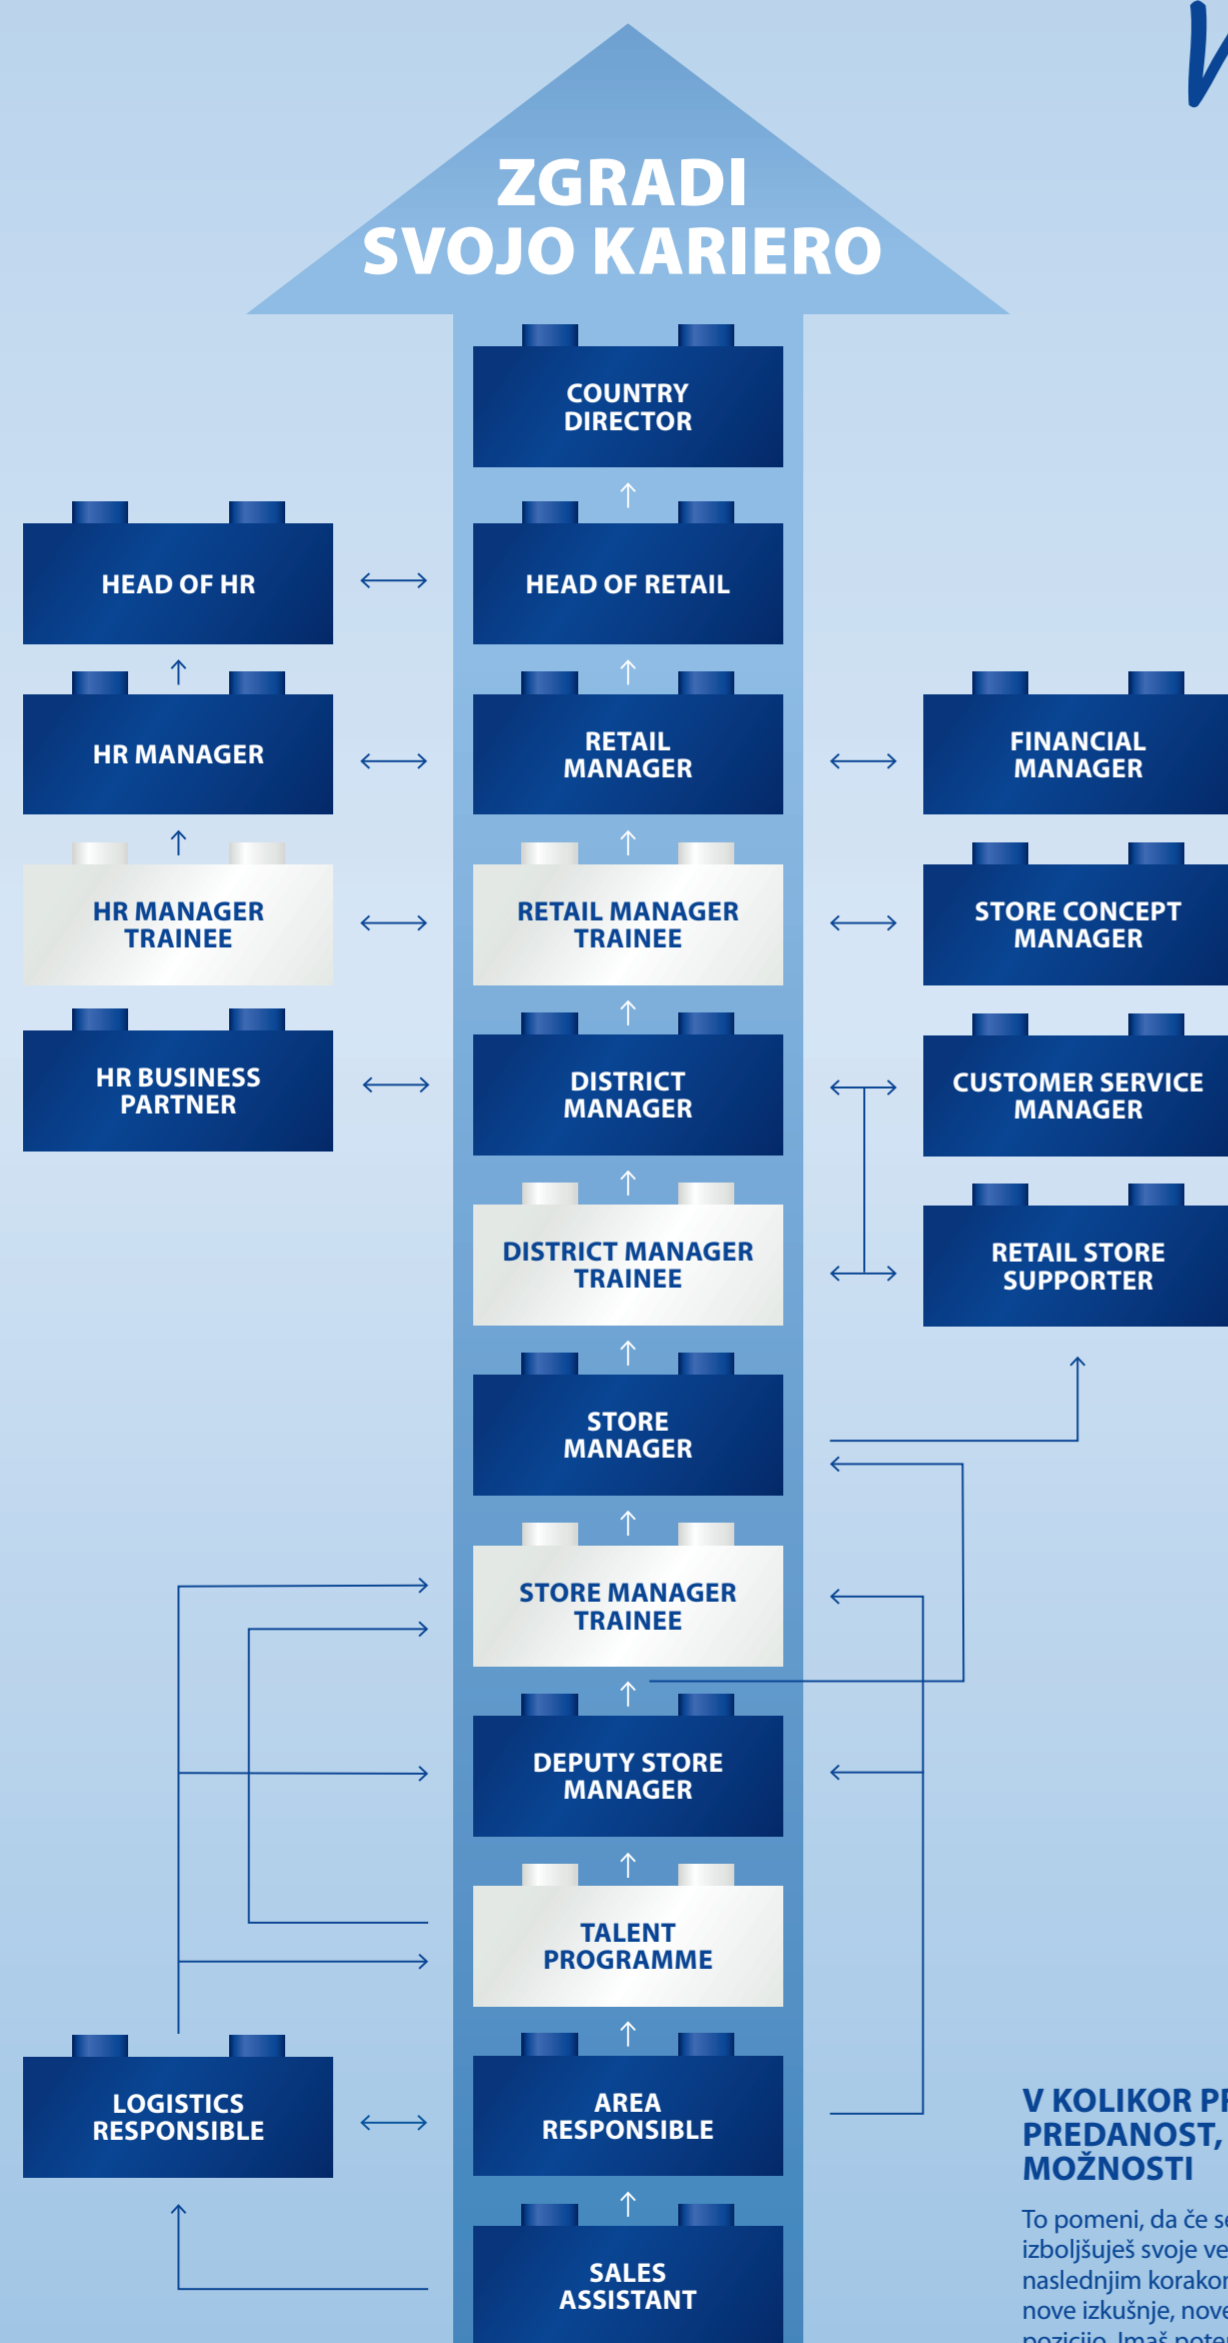 ZGRADI
SVOJO KARIERO
COUNTRY
DIRECTOR
HEAD OF HR
HEAD OF RETAIL
HR MANAGER
RETAIL
MANAGER
FINANCIAL
MANAGER
HR MANAGER
TRAINEE
RETAIL MANAGER
TRAINEE
STORE CONCEPT
MANAGER
HR BUSINESS
PARTNER
DISTRICT
MANAGER
CUSTOMER SERVICE
MANAGER
DISTRICT MANAGER
TRAINEE
RETAIL STORE
SUPPORTER
STORE
MANAGER
STORE MANAGER
TRAINEE
DEPUTY STORE
MANAGER
TALENT
PROGRAMME
LOGISTICS
RESPONSIBLE
AREA
RESPONSIBLE
SALES
ASSISTANT
V KOLIKOR
PREDANOST,
MOŽNOSTI
To pomeni, da če
izboljšuješ svoje
naslednjim
nove izkušnje,
pozicijo. Imaš